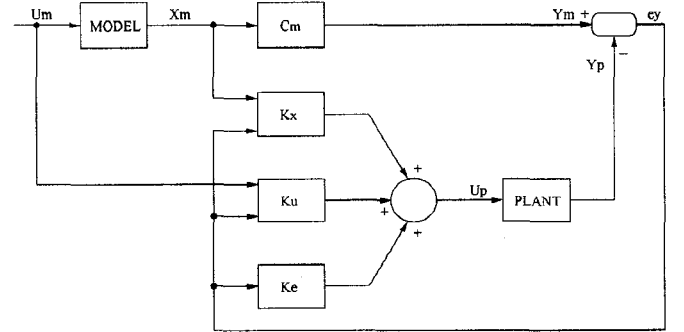 Um
MODEL
Xm
Cm
Ym +
ey
−
Yp
Kx
+
Ku
+
Up
PLANT
+
Ke